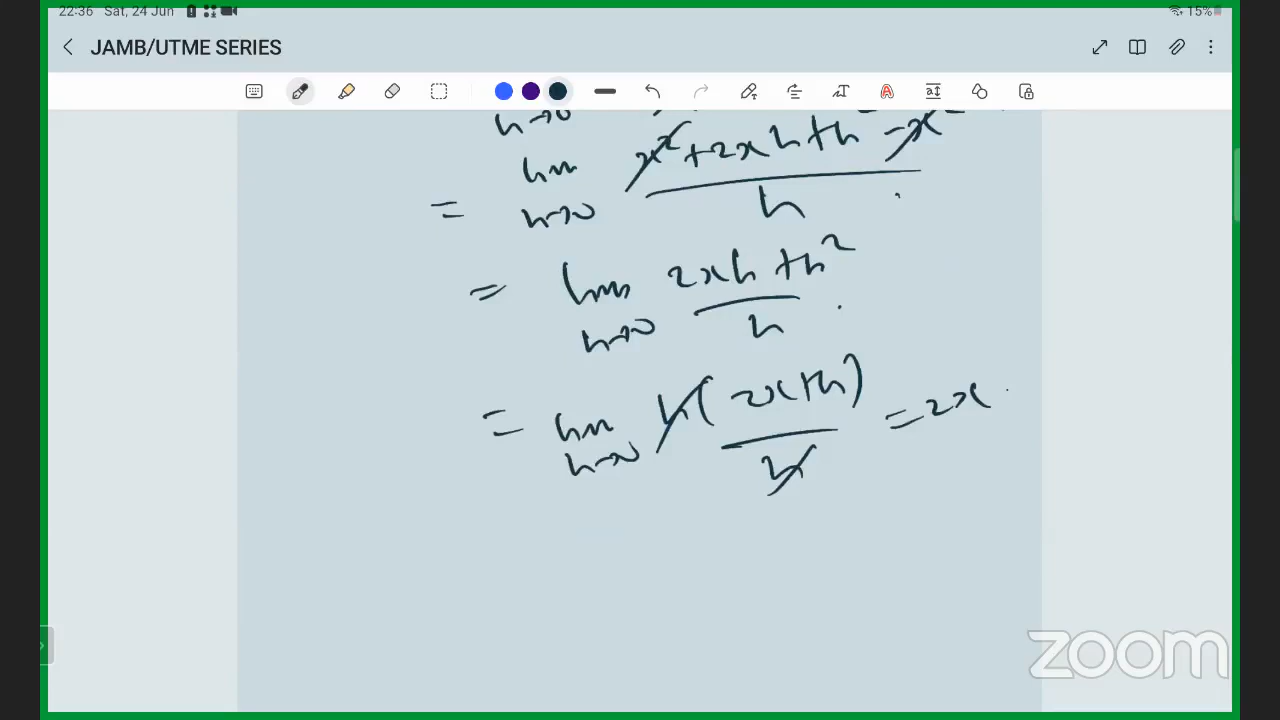 22:36 Sat, 24 Jun 15%
JAMB/UTME SERIES
h→0
= lim h→0 (x² + 2xh + h² - x²) / h
= lim h→0 (2xh + h²) / h
= lim h→0 h(2x+h) / h = 2x
zoom